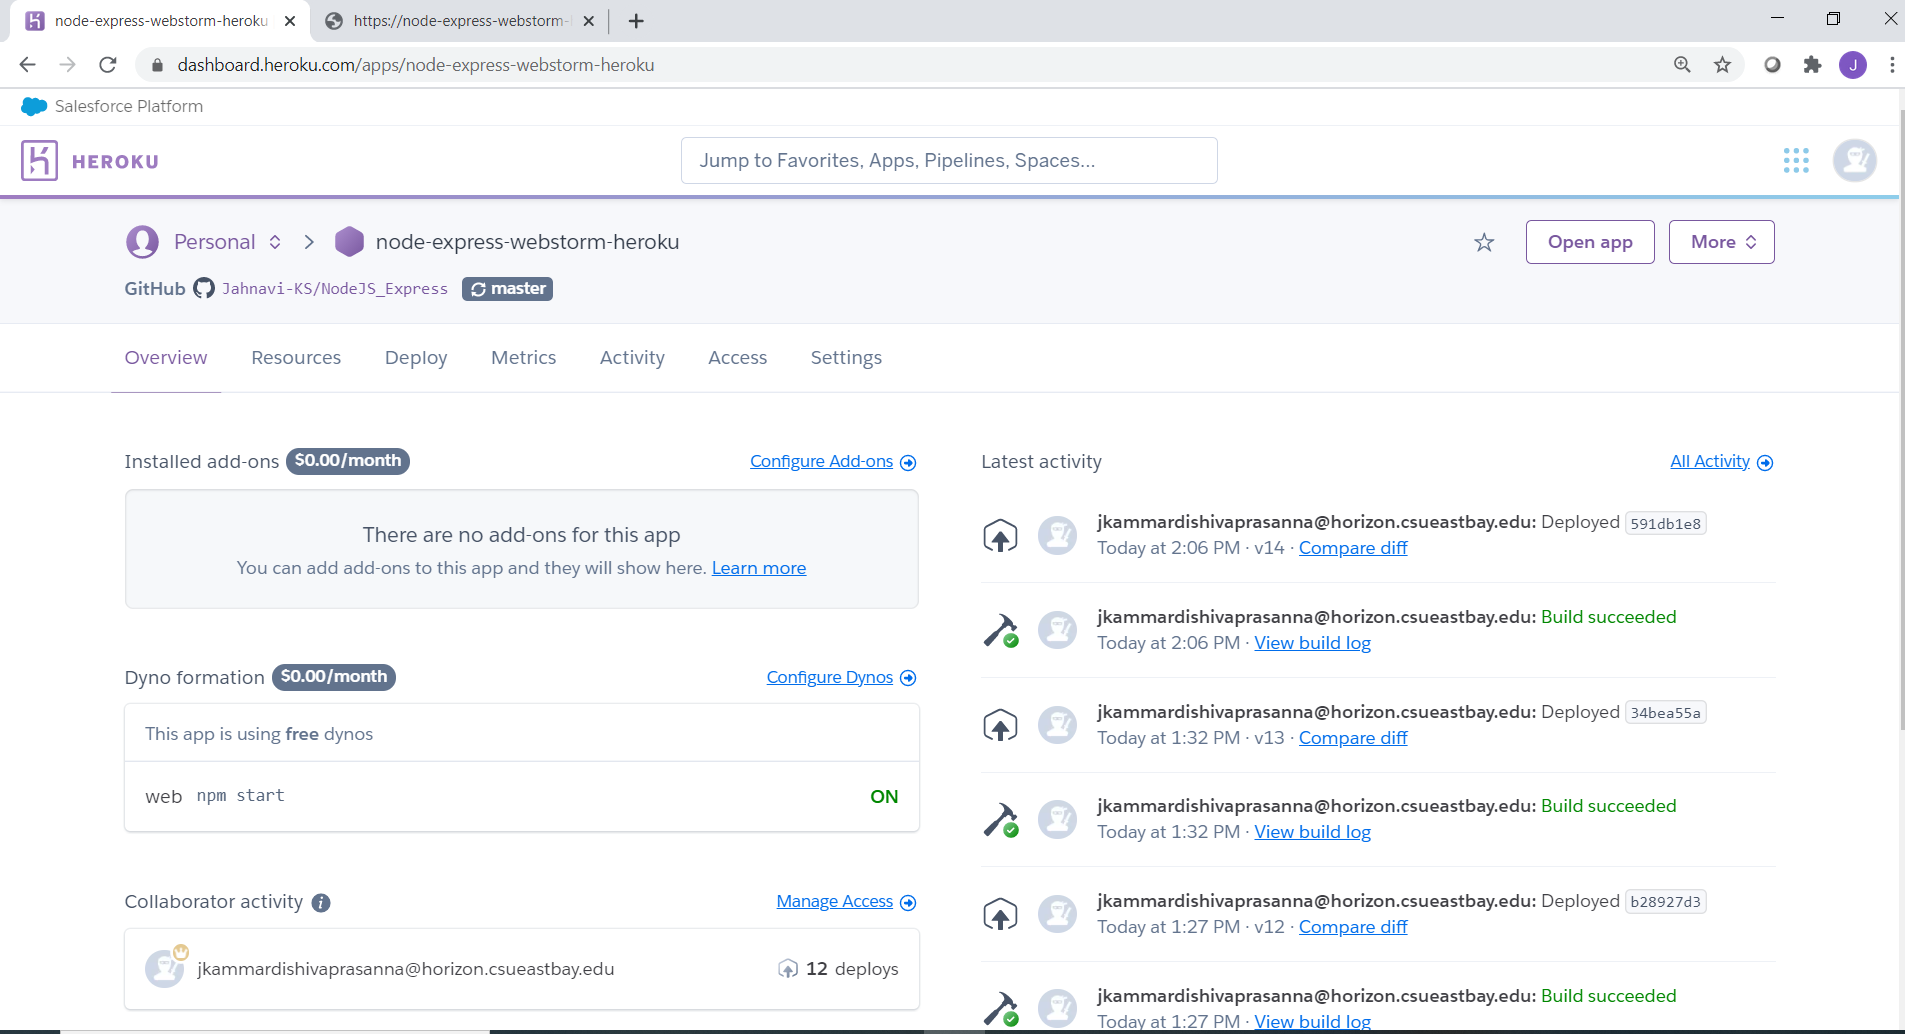 node-express-webstorm-heroku
https://node-express-webstorm-
dashboard.heroku.com/apps/node-express-webstorm-heroku
J
Salesforce Platform
HEROKU
Jump to Favorites, Apps, Pipelines, Spaces...
Personal
node-express-webstorm-heroku
Open app
More
GitHub Jahnavi-KS/NodeJS_Express master
Overview Resources Deploy Metrics Activity Access Settings
Installed add-ons $0.00/month
Configure Add-ons
There are no add-ons for this app
You can add add-ons to this app and they will show here. Learn more
Dyno formation $0.00/month
Configure Dynos
This app is using free dynos
web npm start
ON
Collaborator activity i
Manage Access
jkammardishivaprasanna@horizon.csueastbay.edu
12 deploys
Latest activity
All Activity
jkammardishivaprasanna@horizon.csueastbay.edu: Deployed 591db1e8
Today at 2:06 PM · v14 · Compare diff
jkammardishivaprasanna@horizon.csueastbay.edu: Build succeeded
Today at 2:06 PM · View build log
jkammardishivaprasanna@horizon.csueastbay.edu: Deployed 34bea55a
Today at 1:32 PM · v13 · Compare diff
jkammardishivaprasanna@horizon.csueastbay.edu: Build succeeded
Today at 1:32 PM · View build log
jkammardishivaprasanna@horizon.csueastbay.edu: Deployed b28927d3
Today at 1:27 PM · v12 · Compare diff
jkammardishivaprasanna@horizon.csueastbay.edu: Build succeeded
Today at 1:27 PM · View build log